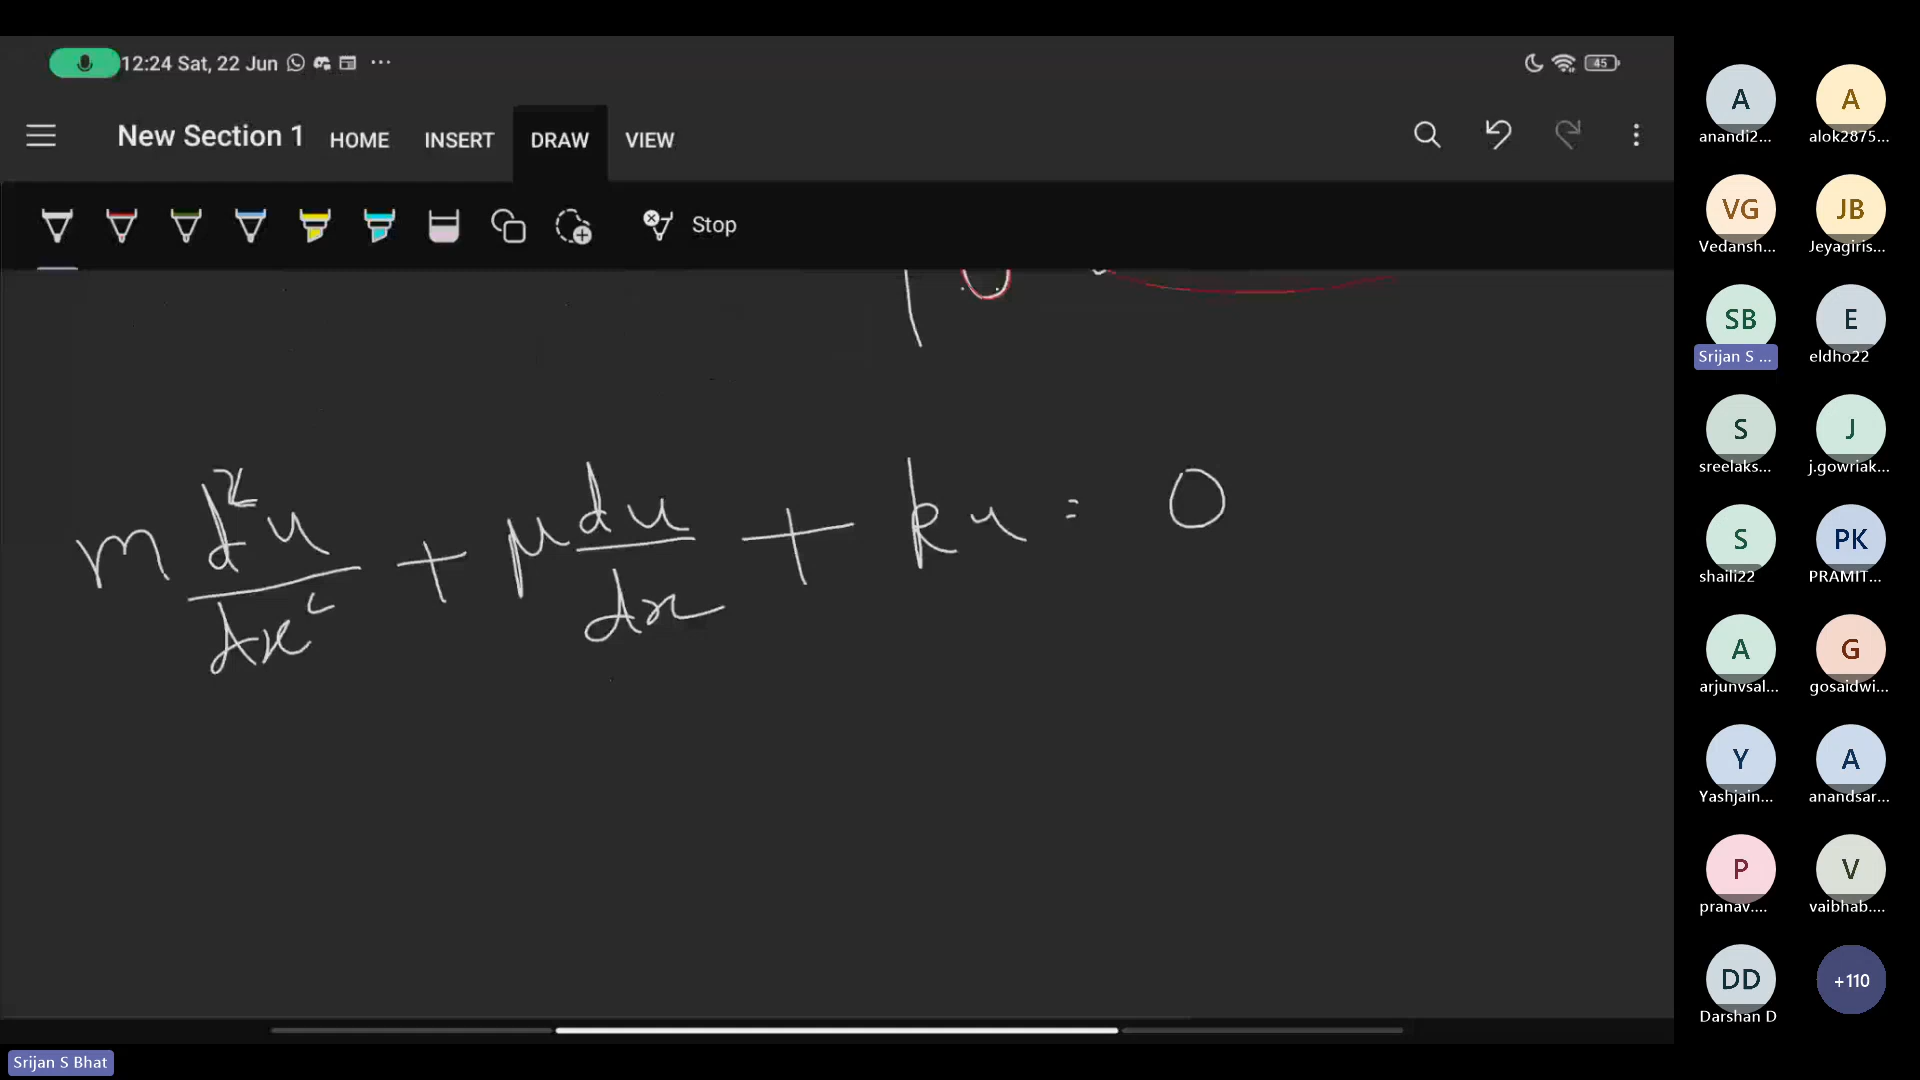 12:24 Sat, 22 Jun ...
45
New Section 1 HOME INSERT DRAW VIEW
Stop
m d²u/dx² + μ du/dx + ku = 0
A A
anandi2... alok2875...
VG JB
Vedansh... Jeyagiris...
SB E
Srijan S ... eldho22
S J
sreelaks... j.gowriak...
S PK
shaili22 PRAMIT...
A G
arjunvsal... gosaidwi...
Y A
Yashjain... anandsar...
P V
pranav.... vaibhab....
DD +110
Darshan D
Srijan S Bhat